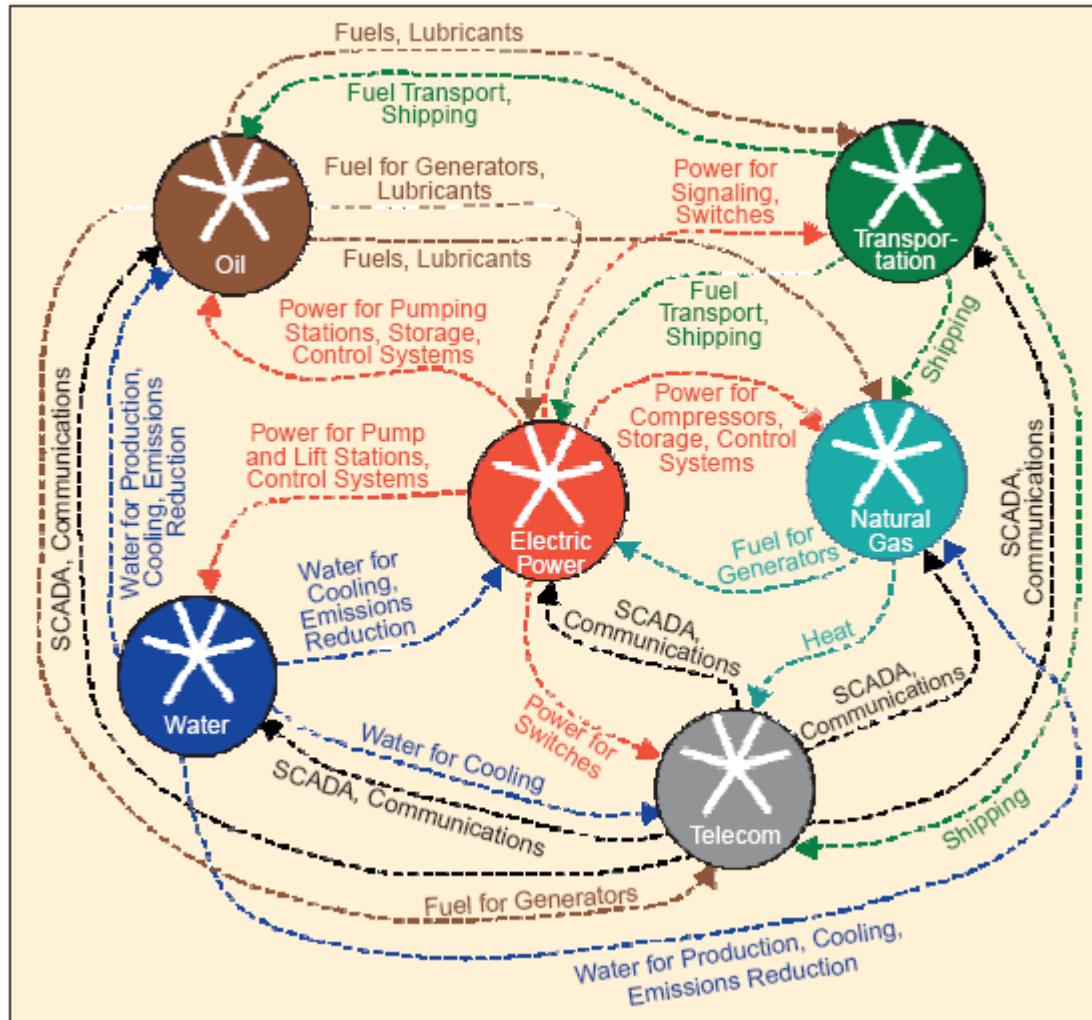 Fuels, Lubricants
Fuel Transport,
Shipping
Fuel for Generators,
Lubricants
Power for
Signaling,
Switches
Oil
Transpor-
tation
Fuels, Lubricants
Fuel
Transport,
Shipping
Shipping
Power for Pumping
Stations, Storage,
Control Systems
Power for
Compressors,
Storage, Control
Systems
Power for Pump
and Lift Stations,
Control Systems
SCADA, Communications
Water for Production,
Cooling, Emissions
Reduction
SCADA,
Communications
Electric
Power
Natural
Gas
Fuel for
Generators
Water for
Cooling,
Emissions
Reduction
SCADA,
Communications
Heat
SCADA,
Communications
Water
Power for
Switches
Water for Cooling
SCADA, Communications
Telecom
Shipping
Fuel for Generators
Water for Production, Cooling,
Emissions Reduction